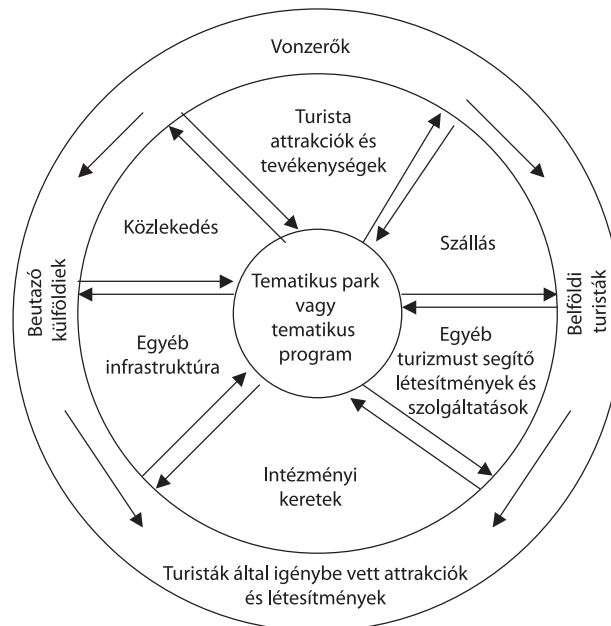 Vonzerők
Turista
attrakciók és
tevékenységek
Közlekedés
Szállás
Beutazó
külföldiek
Tematikus park
vagy
tematikus
program
Belföldi
turisták
Egyéb
infrastruktúra
Egyéb
turizmust segítő
létesítmények és
szolgáltatások
Intézményi
keretek
Turisták által igénybe vett attrakciók
és létesítmények